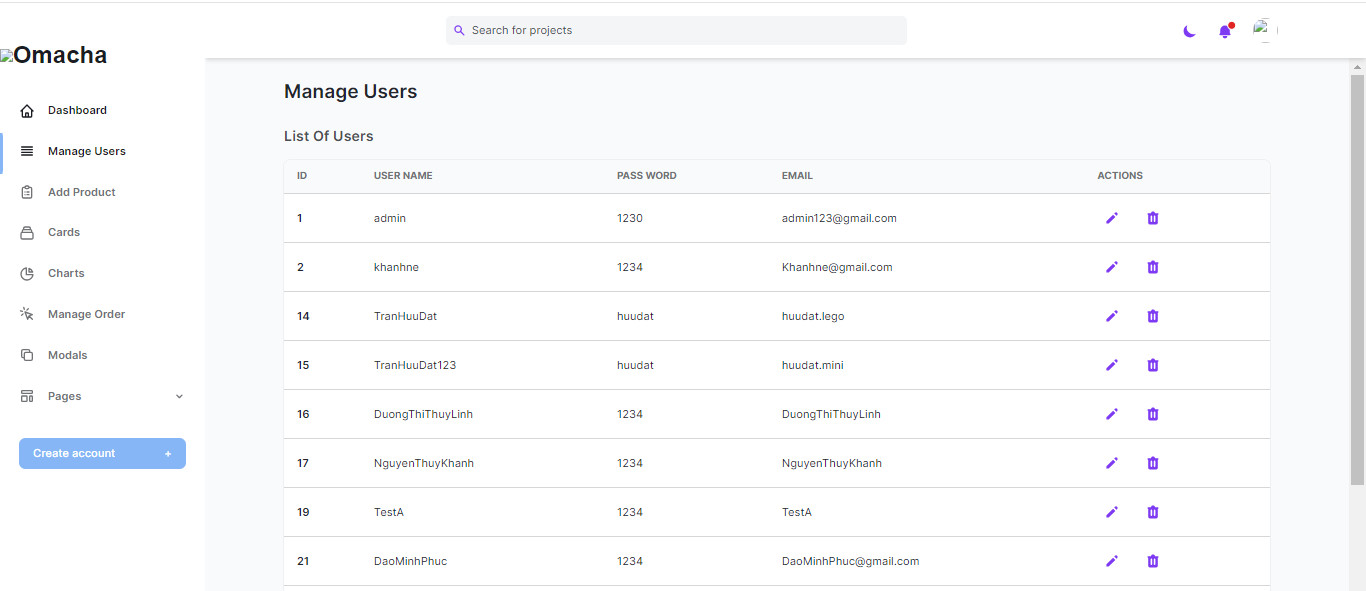 Search for projects
Omacha
Dashboard
Manage Users
Add Product
Cards
Charts
Manage Order
Modals
Pages
Create account +
Manage Users
List Of Users
ID USER NAME PASS WORD EMAIL ACTIONS
1 admin 1230 admin123@gmail.com
2 khanhne 1234 Khanhne@gmail.com
14 TranHuuDat huudat huudat.lego
15 TranHuuDat123 huudat huudat.mini
16 DuongThiThuyLinh 1234 DuongThiThuyLinh
17 NguyenThuyKhanh 1234 NguyenThuyKhanh
19 TestA 1234 TestA
21 DaoMinhPhuc 1234 DaoMinhPhuc@gmail.com